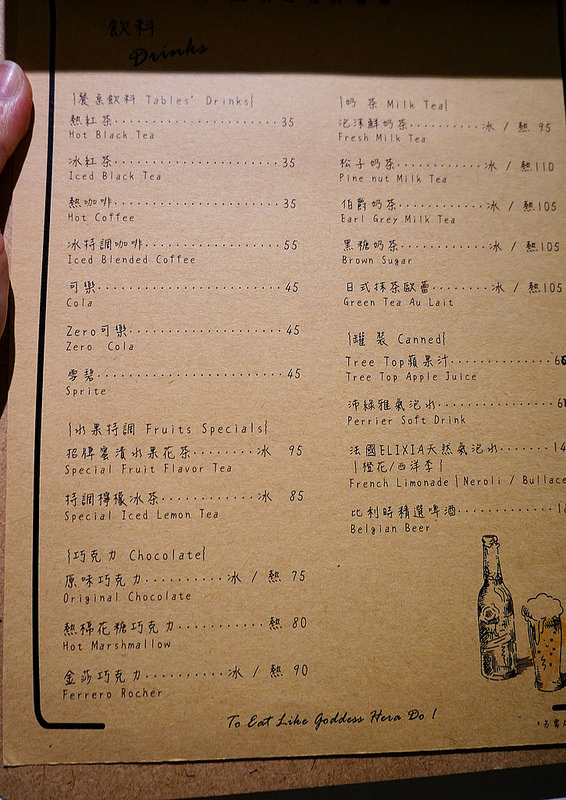 飲料
Drinks
{餐桌飲料 Tables' Drinks}
熱紅茶····················35
Hot Black Tea
冰紅茶····················35
Iced Black Tea
熱咖啡····················35
Hot Coffee
冰特調咖啡················55
Iced Blended Coffee
可樂······················45
Cola
Zero可樂··················45
Zero Cola
雪碧······················45
Sprite
{水果特調 Fruits Specials}
招牌蜜漬水果花茶········冰 95
Special Fruit Flavor Tea
特調檸檬冰茶············冰 85
Special Iced Lemon Tea
{巧克力 Chocolate}
原味巧克力··········冰 / 熱 75
Original Chocolate
熱棉花糖巧克力··········熱 80
Hot Marshmallow
金莎巧克力··········冰 / 熱 90
Ferrero Rocher
{奶 茶 Milk Tea}
泡沫鮮奶茶·········冰 / 熱 95
Fresh Milk Tea
松子奶茶··········冰 / 熱110
Pine nut Milk Tea
伯爵奶茶··········冰 / 熱105
Earl Grey Milk Tea
黑糖奶茶··········冰 / 熱105
Brown Sugar
日式抹茶歐蕾·······冰 / 熱105
Green Tea Au Lait
{罐 裝 Canned}
Tree Top蘋果汁············
Tree Top Apple Juice
沛綠雅氣泡水··············
Perrier Soft Drink
法國ELIXIA天然氣泡水······
{橙花/西洋李}
French Limonade{Neroli / Bullace
比利時精選啤酒············
Belgian Beer
To Eat Like Goddess Hera Do !